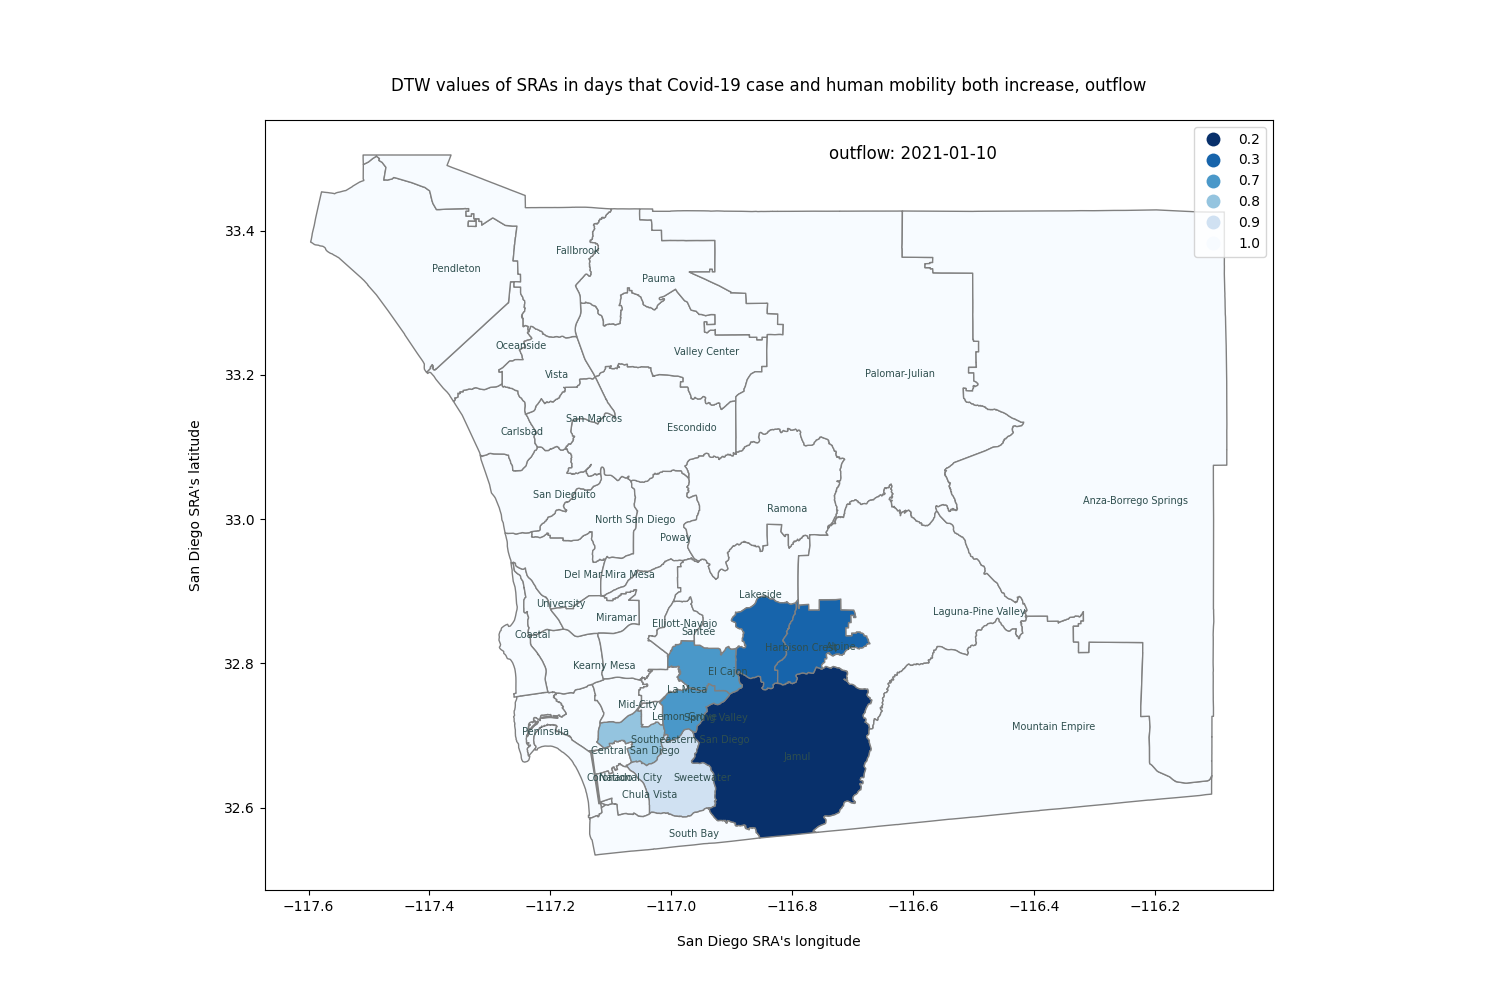 DTW values of SRAs in days that Covid-19 case and human mobility both increase, outflow
outflow: 2021-01-10
0.2
0.3
0.7
0.8
0.9
1.0
San Diego SRA's latitude
33.4
33.2
33.0
32.8
32.6
Fallbrook
Pendleton
Pauma
Oceanside
Valley Center
Vista
Palomar-Julian
San Marcos
Carlsbad
Escondido
San Dieguito
Anza-Borrego Springs
Ramona
North San Diego
Poway
Del Mar-Mira Mesa
Lakeside
University
Laguna-Pine Valley
Miramar
Elliott-Navajo
Santee
Coastal
Harbison Crest
Alpine
Kearny Mesa
El Cajon
La Mesa
Mid-City
Lemon Grove
Spring Valley
Mountain Empire
Peninsula
Southeastern San Diego
Central San Diego
Jamul
Coronado
National City
Sweetwater
Chula Vista
South Bay
−117.6
−117.4
−117.2
−117.0
−116.8
−116.6
−116.4
−116.2
San Diego SRA's longitude